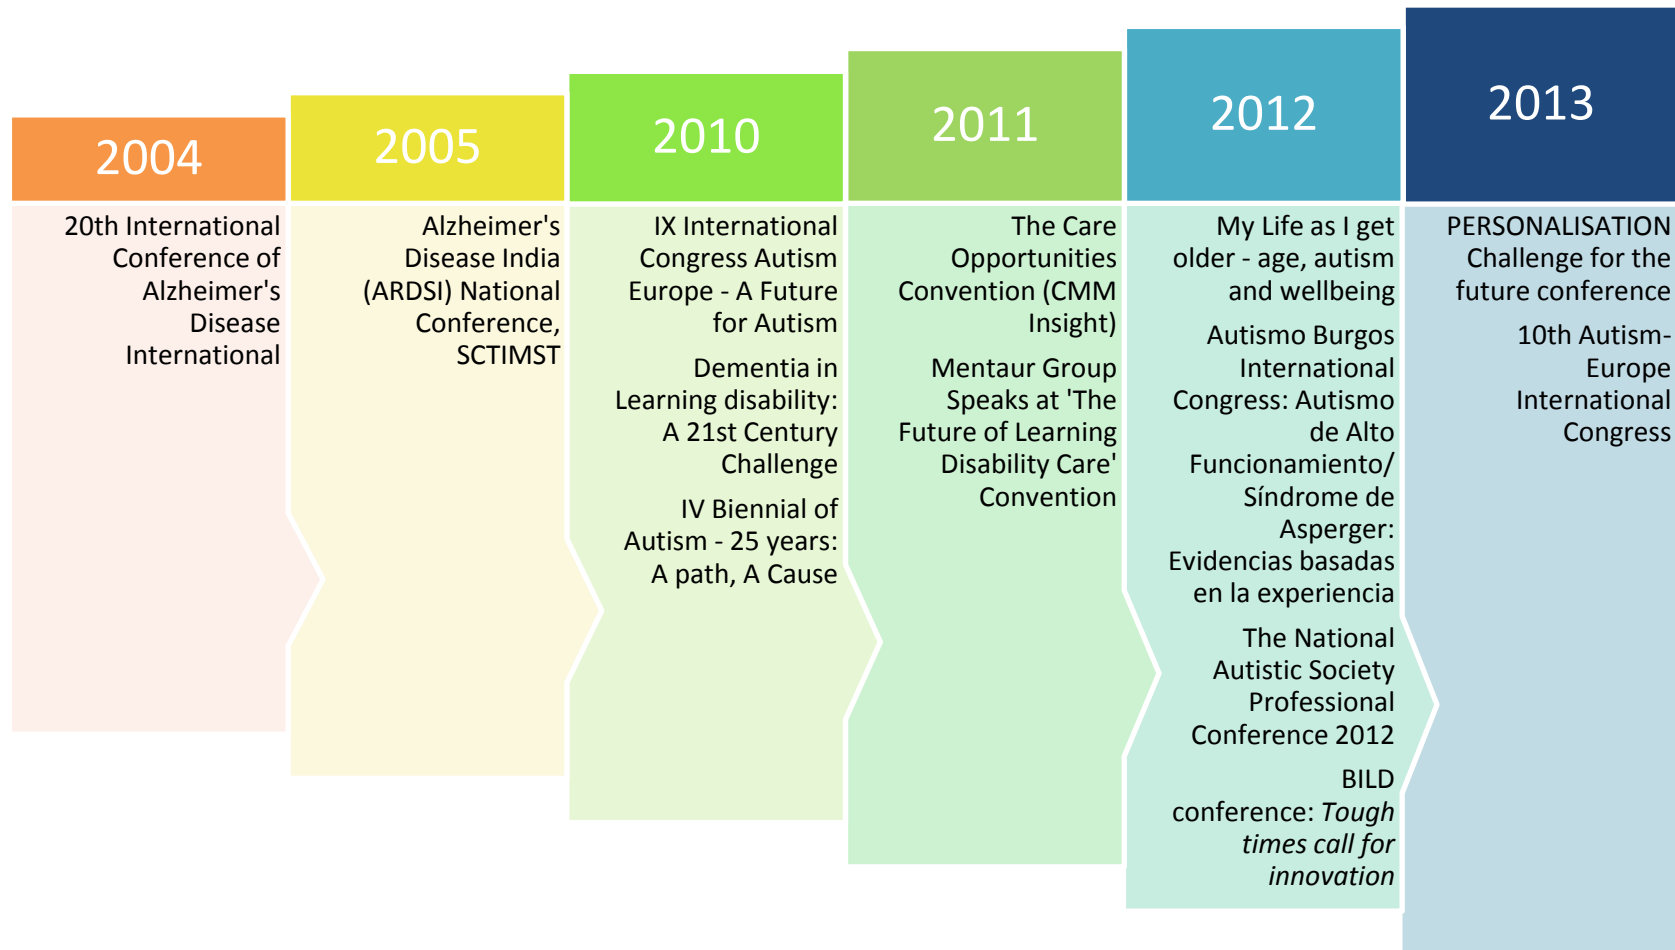 2004
20th International
Conference of
Alzheimer's
Disease
International
2005
Alzheimer's
Disease India
(ARDSI) National
Conference,
SCTIMST
2010
IX International
Congress Autism
Europe - A Future
for Autism
Dementia in
Learning disability:
A 21st Century
Challenge
IV Biennial of
Autism - 25 years:
A path, A Cause
2011
The Care
Opportunities
Convention (CMM
Insight)
Mentaur Group
Speaks at 'The
Future of Learning
Disability Care'
Convention
2012
My Life as I get
older - age, autism
and wellbeing
Autismo Burgos
International
Congress: Autismo
de Alto
Funcionamiento/
Síndrome de
Asperger:
Evidencias basadas
en la experiencia
The National
Autistic Society
Professional
Conference 2012
BILD
conference: Tough
times call for
innovation
2013
PERSONALISATION
Challenge for the
future conference
10th Autism-
Europe
International
Congress